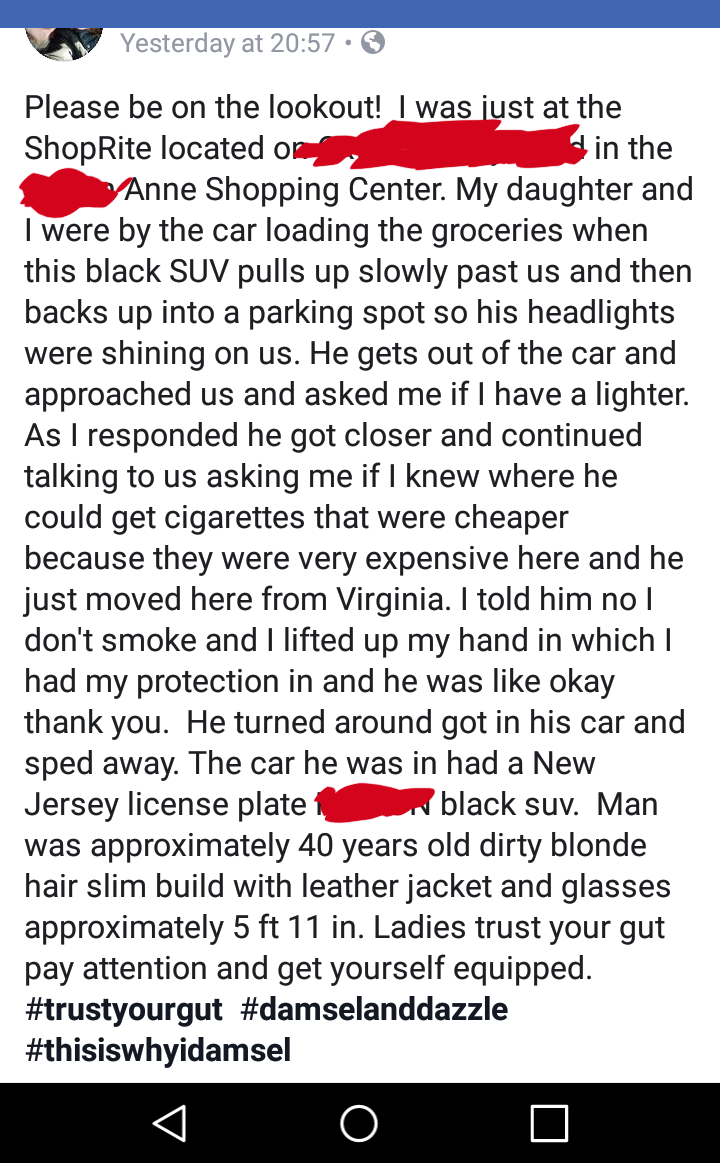 Yesterday at 20:57 •
Please be on the lookout!  I was just at the
ShopRite located on in the
Anne Shopping Center. My daughter and
I were by the car loading the groceries when
this black SUV pulls up slowly past us and then
backs up into a parking spot so his headlights
were shining on us. He gets out of the car and
approached us and asked me if I have a lighter.
As I responded he got closer and continued
talking to us asking me if I knew where he
could get cigarettes that were cheaper
because they were very expensive here and he
just moved here from Virginia. I told him no I
don't smoke and I lifted up my hand in which I
had my protection in and he was like okay
thank you.  He turned around got in his car and
sped away. The car he was in had a New
Jersey license plate black suv.  Man
was approximately 40 years old dirty blonde
hair slim build with leather jacket and glasses
approximately 5 ft 11 in. Ladies trust your gut
pay attention and get yourself equipped.
#trustyourgut  #damselanddazzle
#thisiswhyidamsel